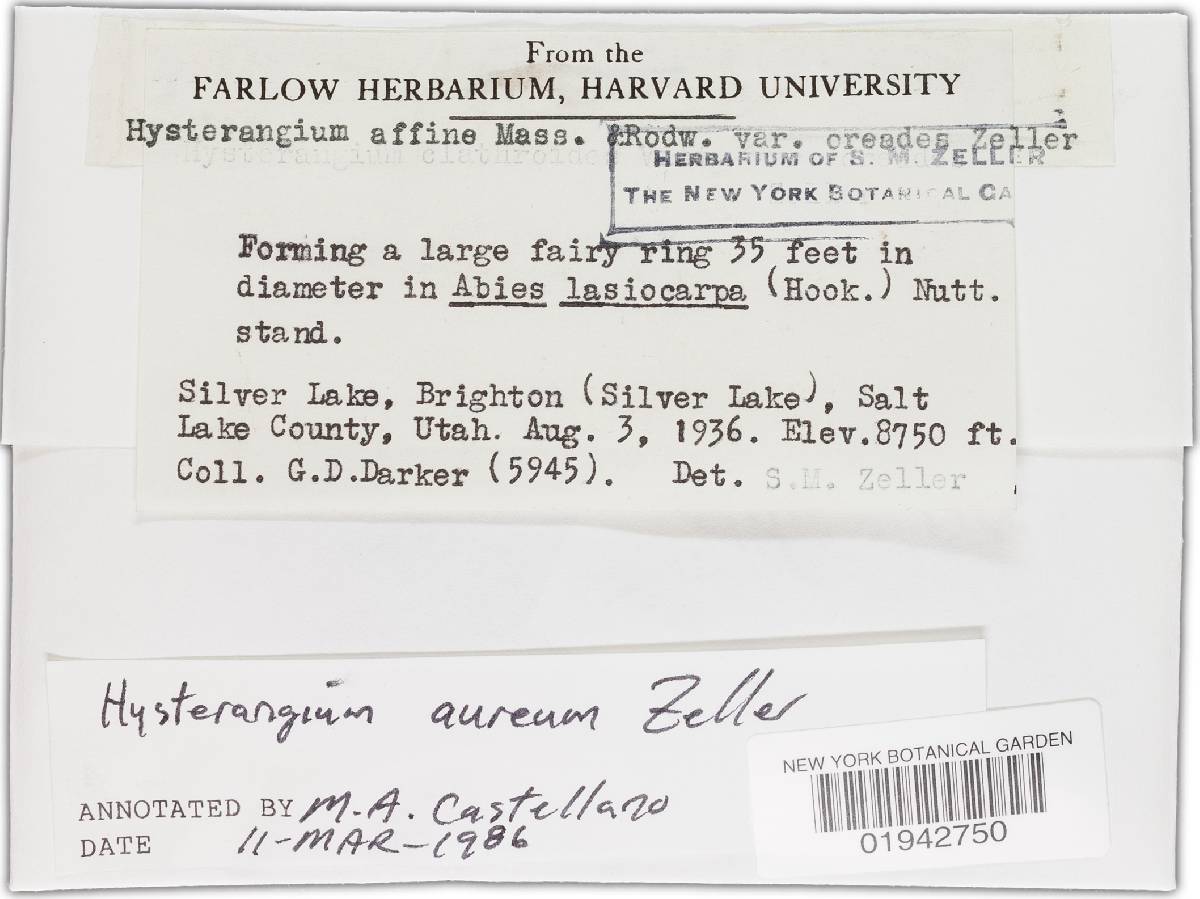 From the
FARLOW HERBARIUM, HARVARD UNIVERSITY
Hysterangium affine Mass. &Rodw. var. oreades Zeller
Hysterangium clathroides
HERBARIUM OF S. M. ZELLER
THE NEW YORK BOTANICAL GA
Forming a large fairy ring 35 feet in
diameter in Abies lasiocarpa (Hook.) Nutt.
stand.
Silver Lake, Brighton (Silver Lake), Salt
Lake County, Utah. Aug. 3, 1936. Elev.8750 ft.
Coll. G.D.Darker (5945). Det. S.M. Zeller
Hysterangium aureum Zeller
ANNOTATED BY M.A. Castellano
DATE 11-MAR-1986
NEW YORK BOTANICAL GARDEN
01942750